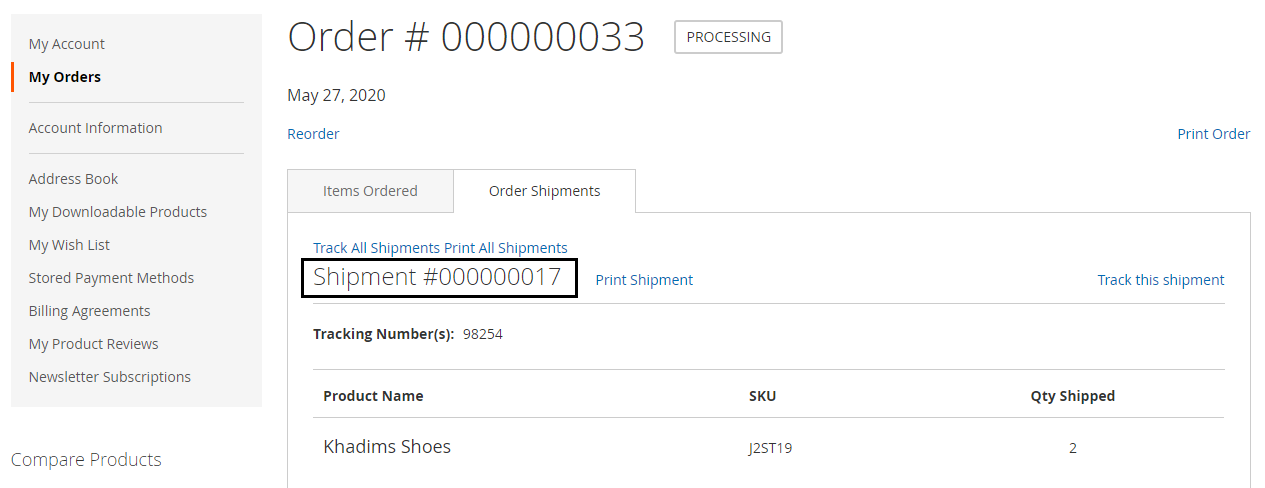 My Account
My Orders
Account Information
Address Book
My Downloadable Products
My Wish List
Stored Payment Methods
Billing Agreements
My Product Reviews
Newsletter Subscriptions
Compare Products
Order # 000000033 PROCESSING
May 27, 2020
Reorder Print Order
Items Ordered Order Shipments
Track All Shipments Print All Shipments
Shipment #000000017 Print Shipment Track this shipment
Tracking Number(s): 98254
Product Name SKU Qty Shipped
Khadims Shoes J2ST19 2